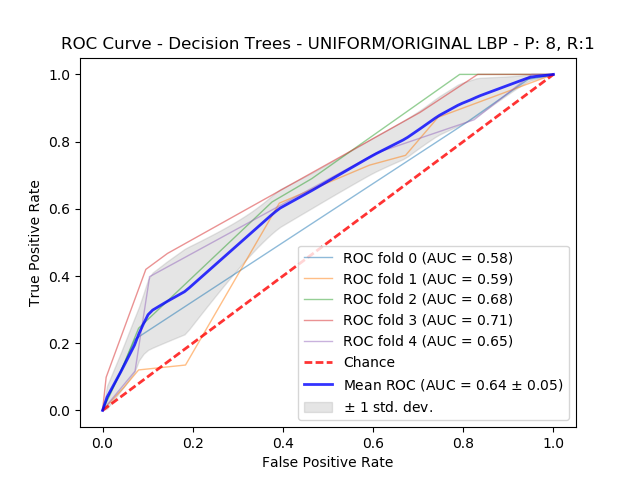 ROC Curve - Decision Trees - UNIFORM/ORIGINAL LBP - P: 8, R:1
1.0
0.8
0.6
0.4
0.2
0.0
True Positive Rate
ROC fold 0 (AUC = 0.58)
ROC fold 1 (AUC = 0.59)
ROC fold 2 (AUC = 0.68)
ROC fold 3 (AUC = 0.71)
ROC fold 4 (AUC = 0.65)
Chance
Mean ROC (AUC = 0.64 ± 0.05)
± 1 std. dev.
0.0 0.2 0.4 0.6 0.8 1.0
False Positive Rate